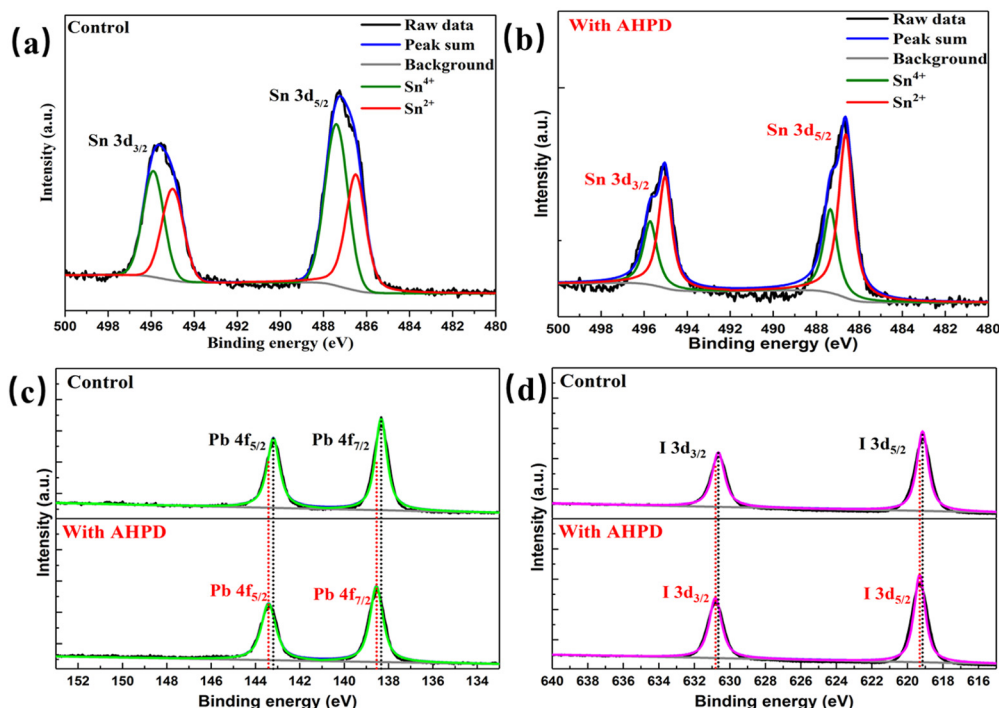 (a)
Control
Raw data
Peak sum
Background
Sn⁴⁺
Sn²⁺
Sn 3d₃/₂
Sn 3d₅/₂
Intensity (a.u.)
500 498 496 494 492 490 488 486 484 482 480
Binding energy (eV)
(b)
With AHPD
Raw data
Peak sum
Background
Sn⁴⁺
Sn²⁺
Sn 3d₃/₂
Sn 3d₅/₂
Intensity (a.u.)
500 498 496 494 492 490 488 486 484 482 480
Binding energy (eV)
(c)
Control
Pb 4f₅/₂
Pb 4f₇/₂
With AHPD
Pb 4f₅/₂
Pb 4f₇/₂
Intensity (a.u.)
152 150 148 146 144 142 140 138 136 134
Binding energy (eV)
(d)
Control
I 3d₃/₂
I 3d₅/₂
With AHPD
I 3d₃/₂
I 3d₅/₂
Intensity (a.u.)
640 638 636 634 632 630 628 626 624 622 620 618 616
Binding energy (eV)